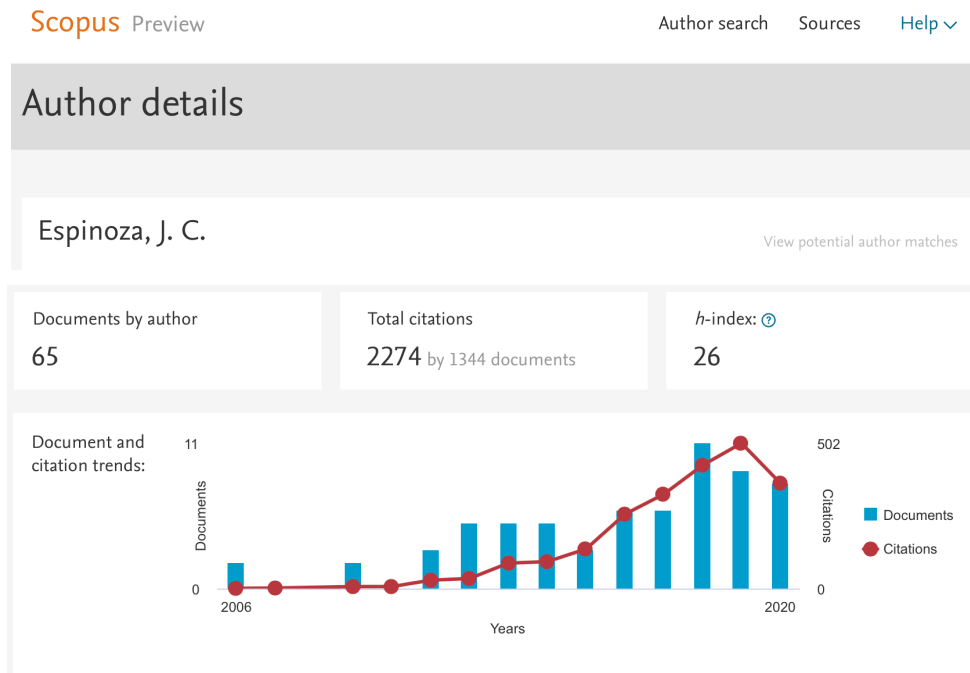 Scopus Preview
Author search Sources Help
Author details
Espinoza, J. C.
View potential author matches
Documents by author
65
Total citations
2274 by 1344 documents
h-index: ?
26
Document and
citation trends:
11
Documents
0
2006
2020
Years
502
Citations
0
Documents
Citations